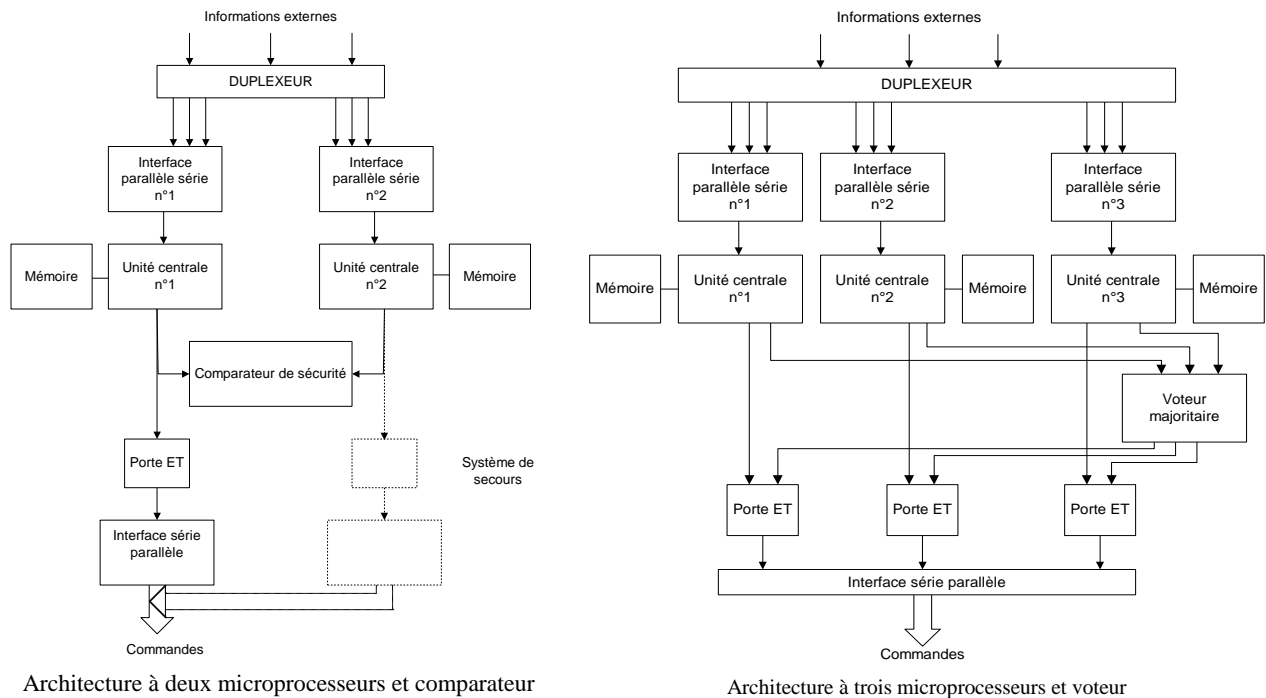 Informations externes
DUPLEXEUR
Interface
parallèle série
n°1
Interface
parallèle série
n°2
Mémoire
Unité centrale
n°1
Unité centrale
n°2
Mémoire
Comparateur de sécurité
Porte ET
Système de
secours
Interface série
parallèle
Commandes
Architecture à deux microprocesseurs et comparateur
Informations externes
DUPLEXEUR
Interface
parallèle série
n°1
Interface
parallèle série
n°2
Interface
parallèle série
n°3
Mémoire
Unité centrale
n°1
Unité centrale
n°2
Mémoire
Unité centrale
n°3
Mémoire
Voteur
majoritaire
Porte ET
Porte ET
Porte ET
Interface série parallèle
Commandes
Architecture à trois microprocesseurs et voteur